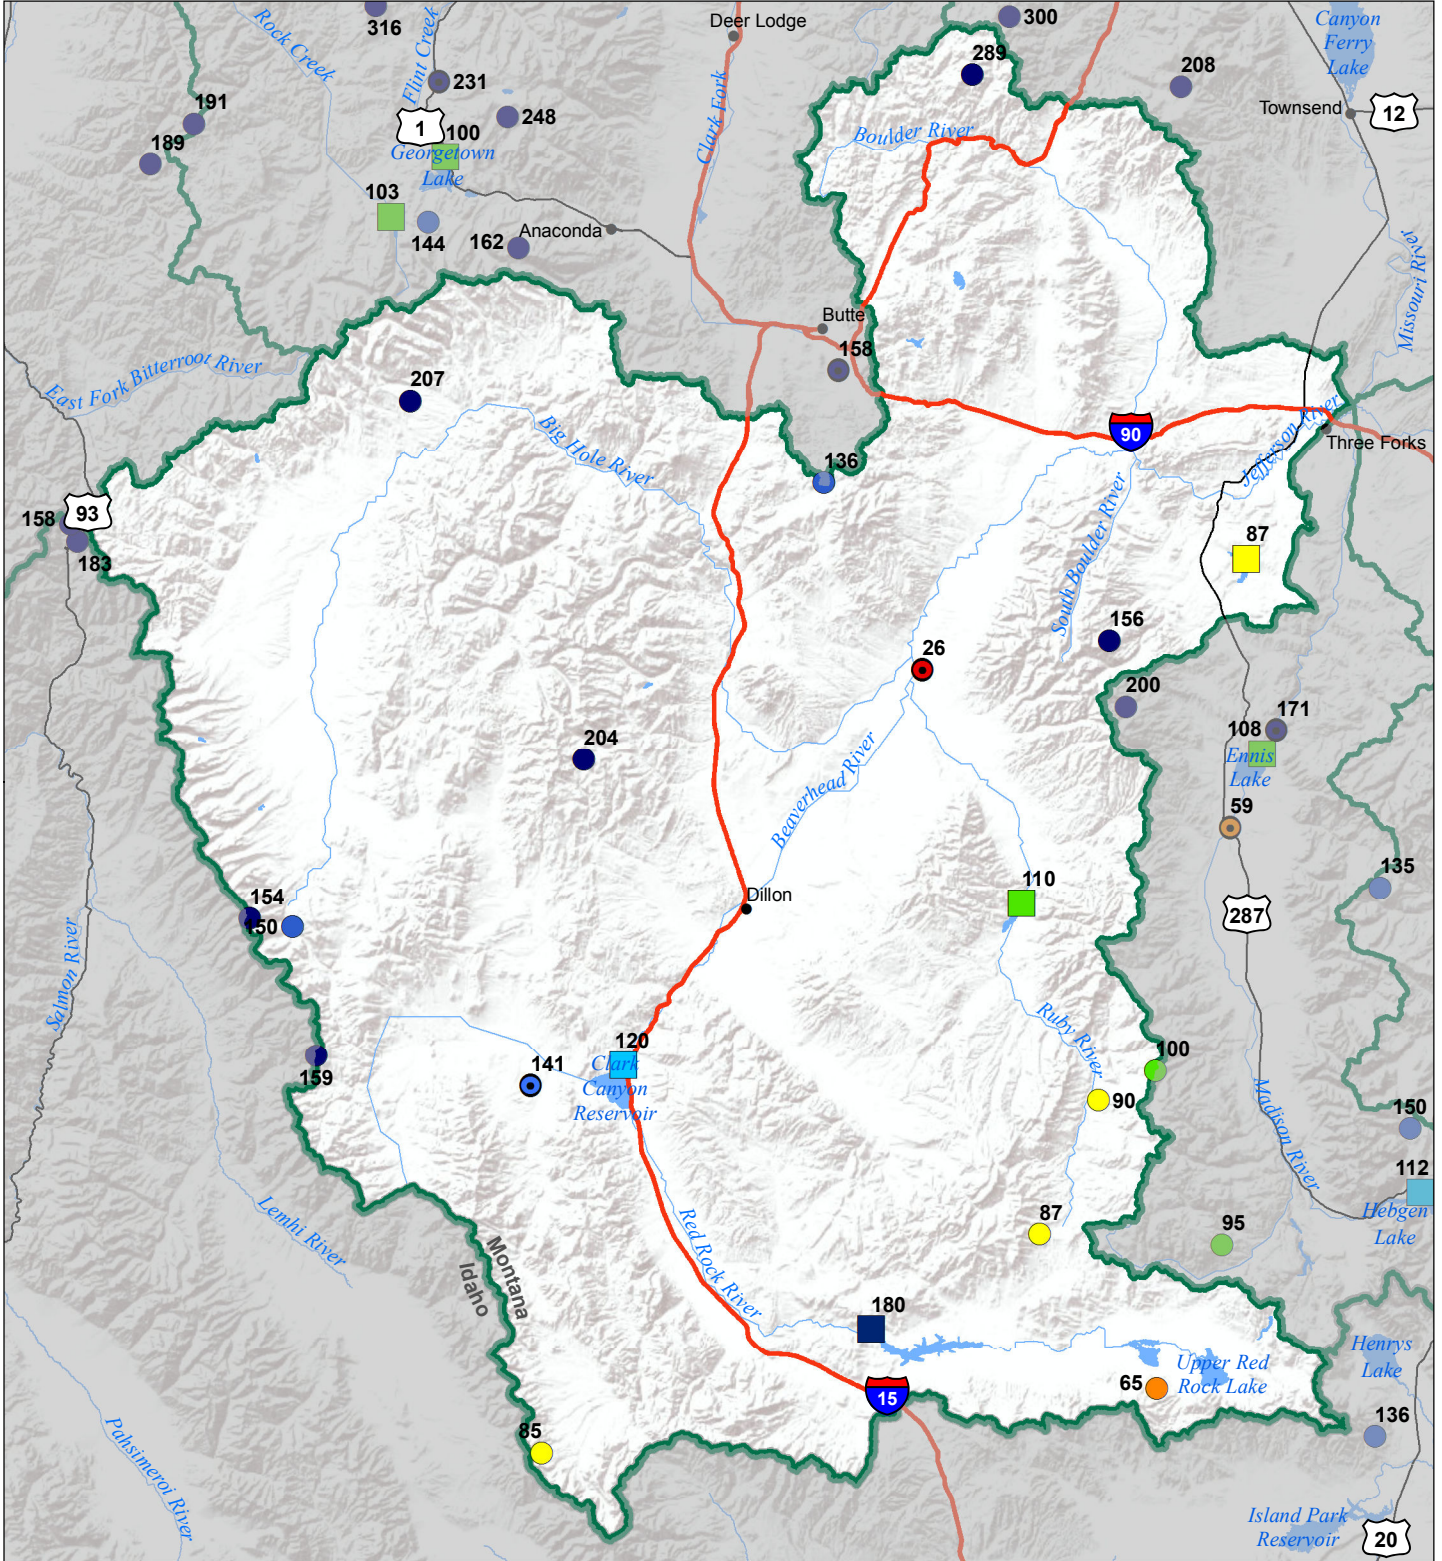 316
Rock Creek
Flint Creek
231
1
100
Georgetown
Lake
248
191
189
103
144
162
Anaconda
Deer Lodge
Clark Fork
300
289
208
Canyon
Ferry
Lake
Townsend
12
Boulder River
Missouri River
Butte
158
East Fork Bitterroot River
207
Big Hole River
136
90
Jefferson River
Three Forks
158
93
183
South Boulder River
87
156
26
200
171
108
Ennis
Lake
59
204
Beaverhead River
135
110
287
Dillon
154
150
Salmon River
Ruby River
100
90
120
Clark
Canyon
Reservoir
141
159
Madison River
150
112
Hebgen
Lake
95
87
Lemhi River
Montana
Idaho
Red Rock River
180
15
Upper Red
Rock Lake
65
Henrys
Lake
136
85
Pahsimeroi River
Island Park
Reservoir
20